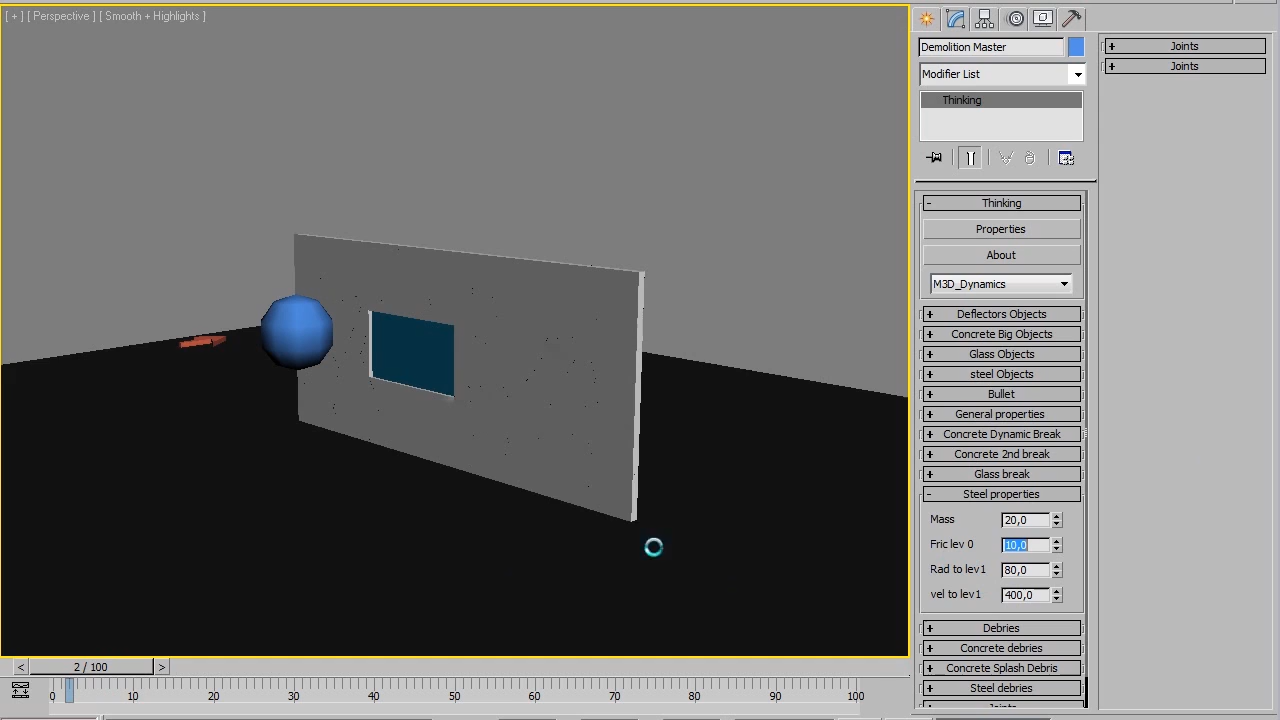 [ + ] [ Perspective ] [ Smooth + Highlights ]
Demolition Master
Modifier List
Thinking
- Thinking
Properties
About
M3D_Dynamics
+ Deflectors Objects
+ Concrete Big Objects
+ Glass Objects
+ steel Objects
+ Bullet
+ General properties
+ Concrete Dynamic Break
+ Concrete 2nd break
+ Glass break
- Steel properties
Mass 20,0
Fric lev 0 10,0
Rad to lev1 80,0
vel to lev1 400,0
+ Debries
+ Concrete debries
+ Concrete Splash Debris
+ Steel debries
+ Joints
+ Joints
< 2 / 100 >
0 10 20 30 40 50 60 70 80 90 100